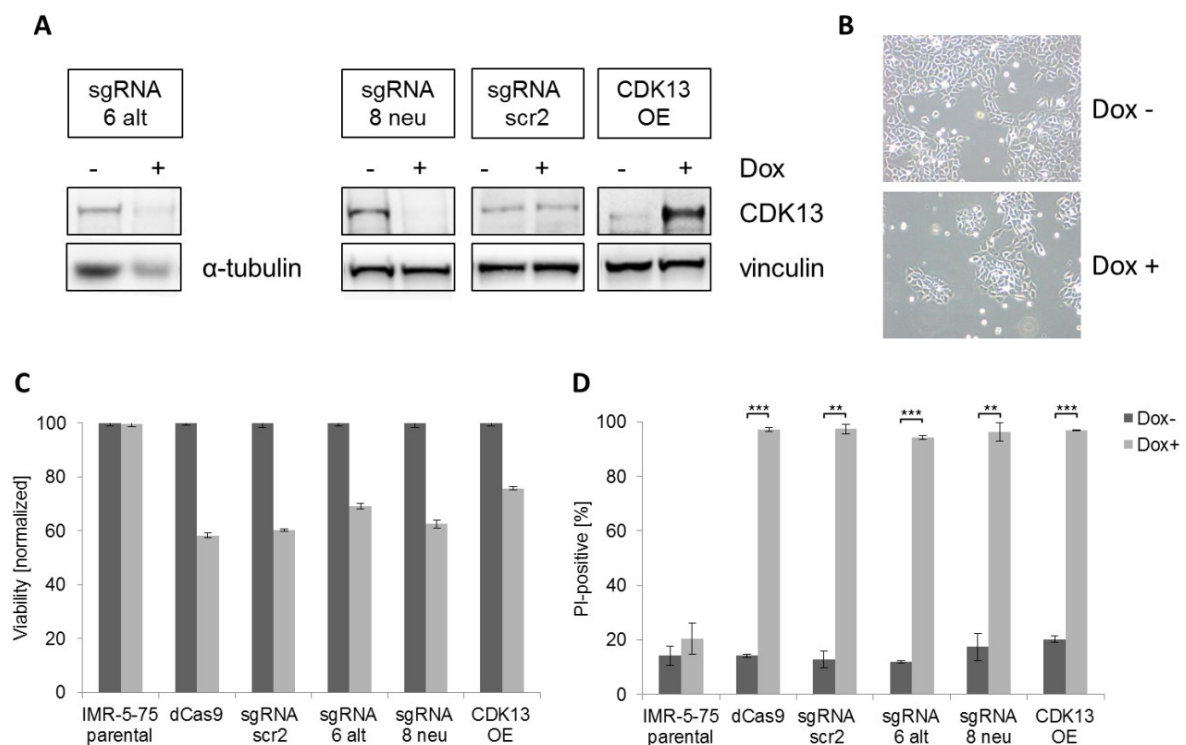 A
B
sgRNA
6 alt
sgRNA
8 neu
sgRNA
scr2
CDK13
OE
- +
- + - + - + Dox
CDK13
α-tubulin
vinculin
Dox -
Dox +
C
D
Viability [normalized]
100
80
60
40
20
0
IMR-5-75
parental
dCas9
sgRNA
scr2
sgRNA
6 alt
sgRNA
8 neu
CDK13
OE
PI-positive [%]
100
80
60
40
20
0
***
**
***
**
***
Dox-
Dox+
IMR-5-75
parental
dCas9
sgRNA
scr2
sgRNA
6 alt
sgRNA
8 neu
CDK13
OE